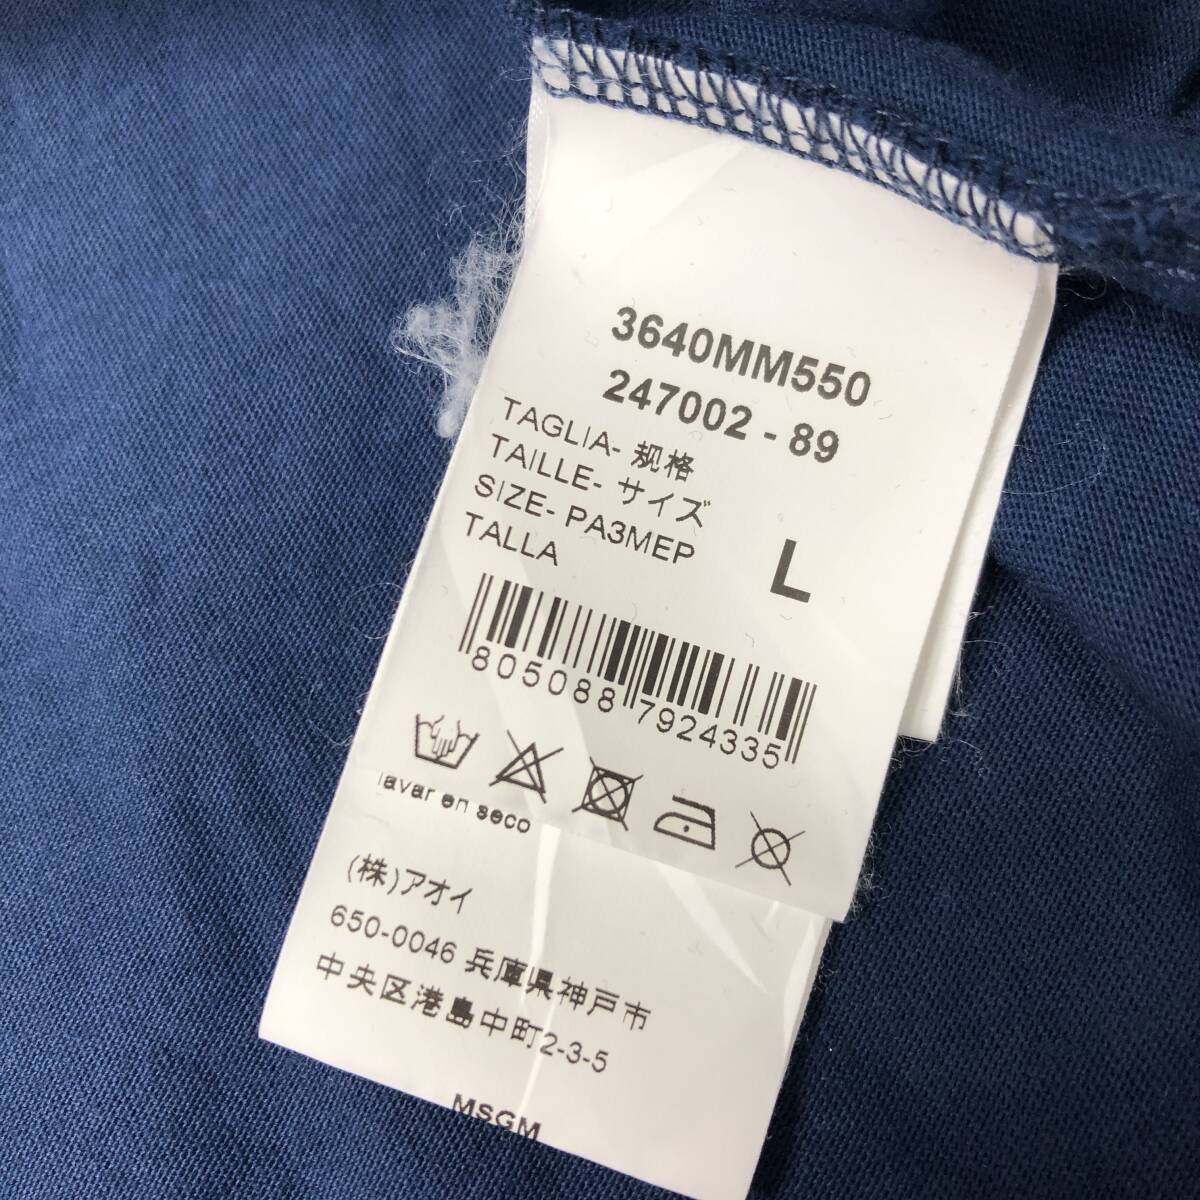 3640MM550
247002 - 89
TAGLIA- 规格
TAILLE- サイズ
SIZE- PA3MEP
TALLA
L
805088 792433​5
lavar en seco
(株)アオイ
650-0046 兵庫県神戸市
中央区港島中町2-3-5
MSGM